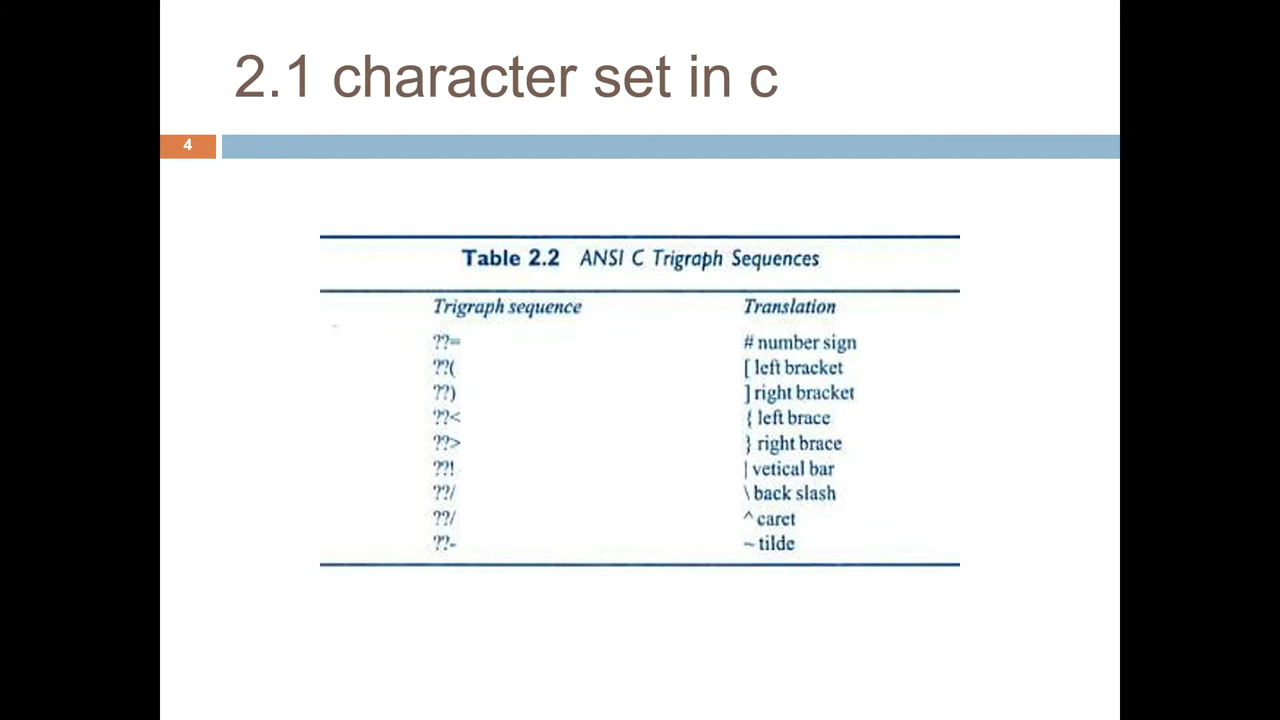 2.1 character set in c
4
Table 2.2 ANSI C Trigraph Sequences
Trigraph sequence Translation
??= # number sign
??( [ left bracket
??) ] right bracket
??< { left brace
??> } right brace
??! | vetical bar
??/ \ back slash
??/ ^ caret
??- ~ tilde